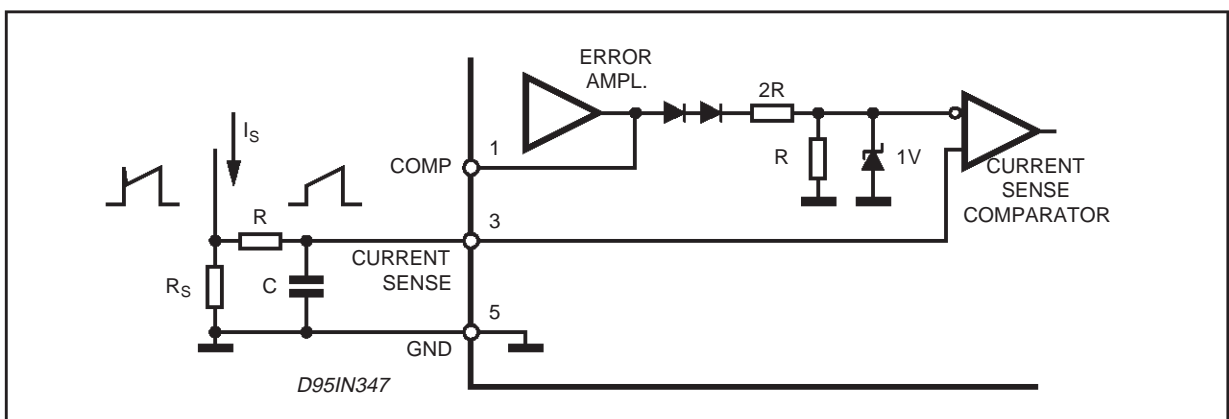 ERROR
AMPL.
2R
I_S
1
R
1V
COMP
CURRENT
SENSE
COMPARATOR
R
3
CURRENT
SENSE
R_S
C
5
GND
D95IN347